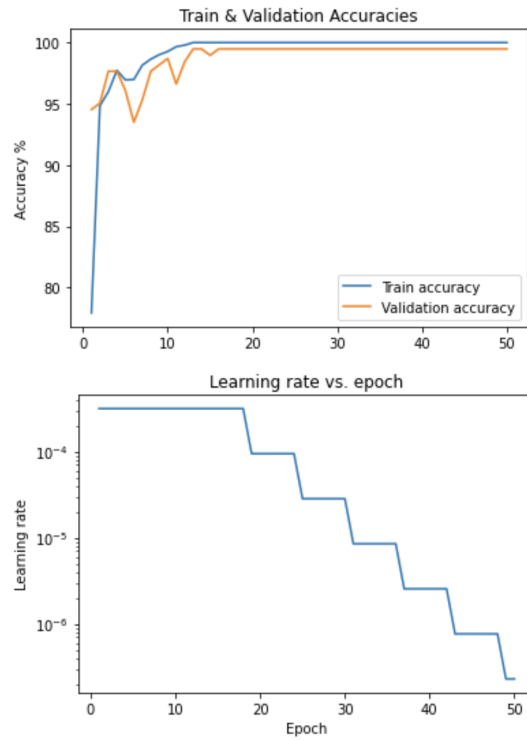 Train & Validation Accuracies
100
95
90
85
80
Accuracy %
Train accuracy
Validation accuracy
0 10 20 30 40 50
Learning rate vs. epoch
10⁻⁴
10⁻⁵
10⁻⁶
Learning rate
0 10 20 30 40 50
Epoch